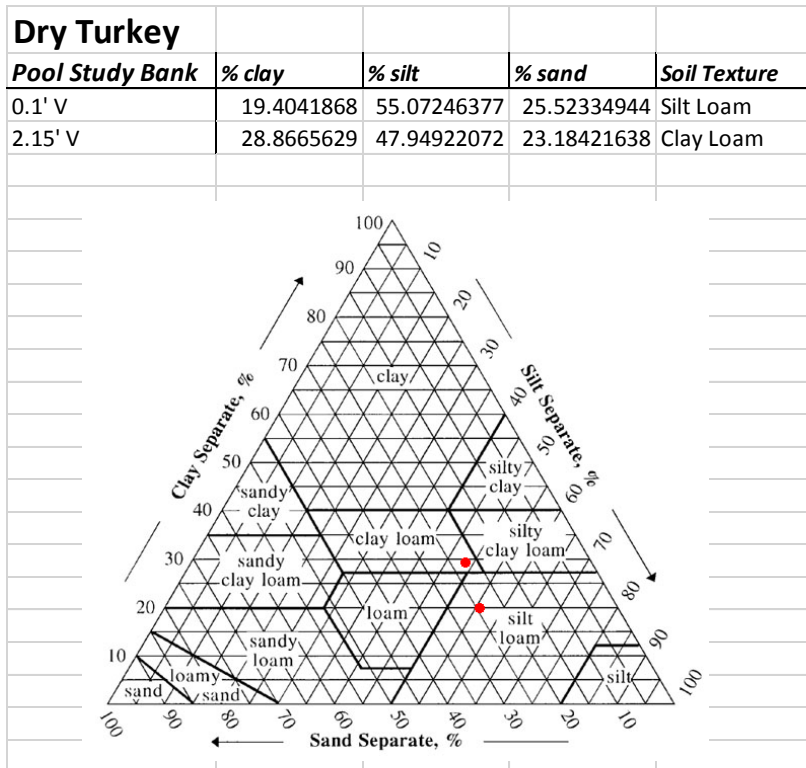 Dry Turkey
Pool Study Bank % clay % silt % sand Soil Texture
0.1' V 19.4041868 55.07246377 25.52334944 Silt Loam
2.15' V 28.8665629 47.94922072 23.18421638 Clay Loam
100
90
80
70
60
50
40
30
20
10
Clay Separate, %
10
20
30
40
50
60
70
80
90
100
Silt Separate, %
clay
silty
clay
sandy
clay
clay loam
silty
clay loam
sandy
clay loam
loam
silt
loam
sandy
loam
loamy
sand
sand
silt
100 90 80 70 60 50 40 30 20 10
Sand Separate, %